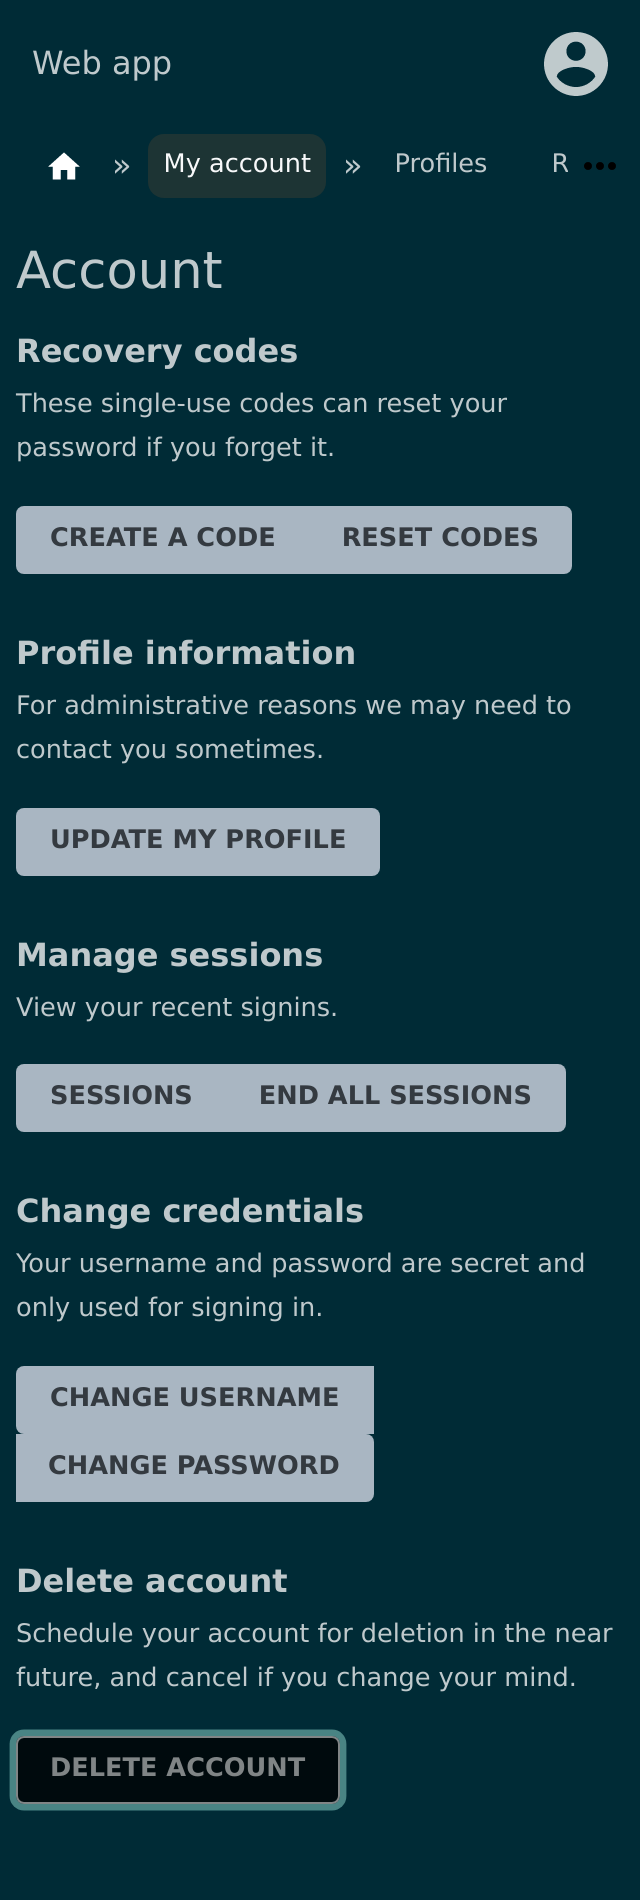 Web app
» My account » Profiles R
Account
Recovery codes
These single-use codes can reset your
password if you forget it.
CREATE A CODE RESET CODES
Profile information
For administrative reasons we may need to
contact you sometimes.
UPDATE MY PROFILE
Manage sessions
View your recent signins.
SESSIONS END ALL SESSIONS
Change credentials
Your username and password are secret and
only used for signing in.
CHANGE USERNAME
CHANGE PASSWORD
Delete account
Schedule your account for deletion in the near
future, and cancel if you change your mind.
DELETE ACCOUNT